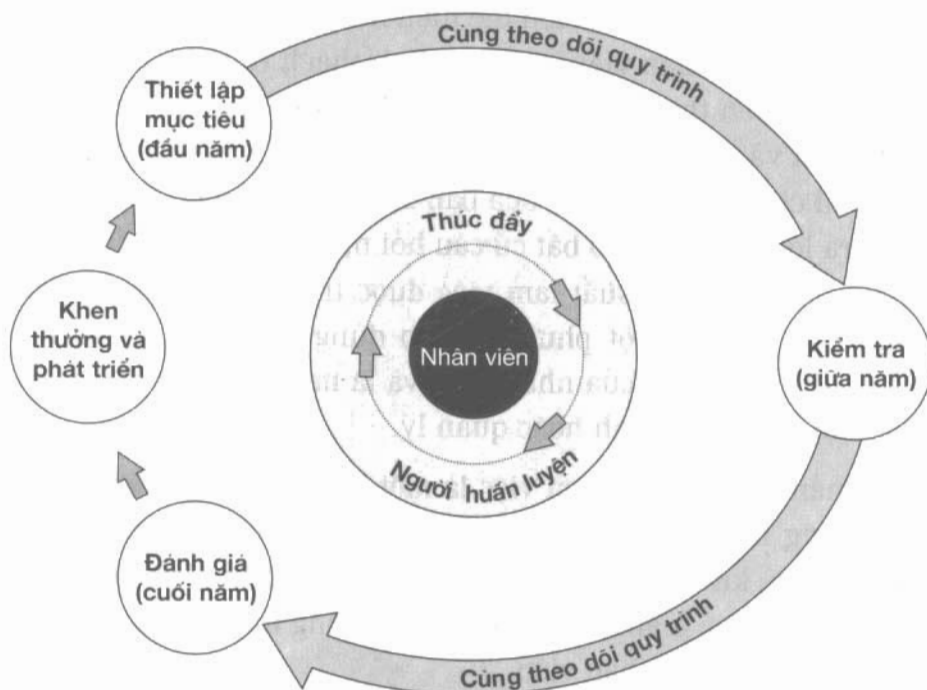 Cùng theo dõi quy trình
Thiết lập
mục tiêu
(đầu năm)
Thúc đẩy
Nhân viên
Người huấn luyện
Khen
thưởng và
phát triển
Kiểm tra
(giữa năm)
Đánh giá
(cuối năm)
Cùng theo dõi quy trình